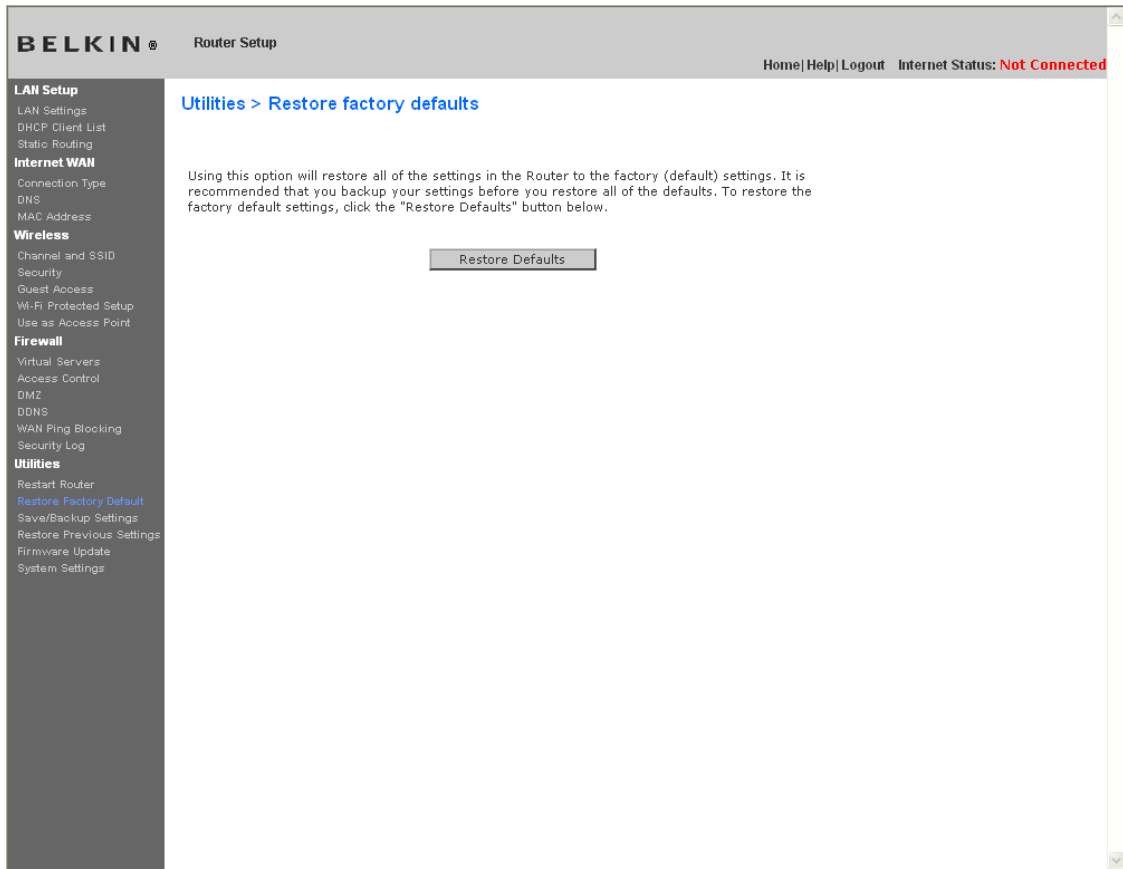 BELKIN®
Router Setup
Home| Help| Logout Internet Status: Not Connected
LAN Setup
LAN Settings
DHCP Client List
Static Routing
Internet WAN
Connection Type
DNS
MAC Address
Wireless
Channel and SSID
Security
Guest Access
Wi-Fi Protected Setup
Use as Access Point
Firewall
Virtual Servers
Access Control
DMZ
DDNS
WAN Ping Blocking
Security Log
Utilities
Restart Router
Restore Factory Default
Save/Backup Settings
Restore Previous Settings
Firmware Update
System Settings
Utilities > Restore factory defaults
Using this option will restore all of the settings in the Router to the factory (default) settings. It is
recommended that you backup your settings before you restore all of the defaults. To restore the
factory default settings, click the "Restore Defaults" button below.
Restore Defaults